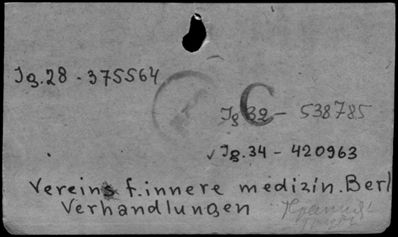 Jg.28 - 375564
C
Jg 32 - 538785
√ Jg.34 - 420963
Vereins f. innere medizin. Berl
Verhandlungen